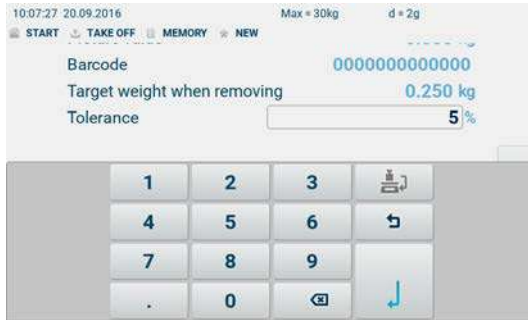 10:07:27 20.09.2016 Max = 30kg d = 2g
START TAKE OFF MEMORY NEW
Barcode 0000000000000
Target weight when removing 0.250 kg
Tolerance 5 %
1 2 3
4 5 6
7 8 9
. 0